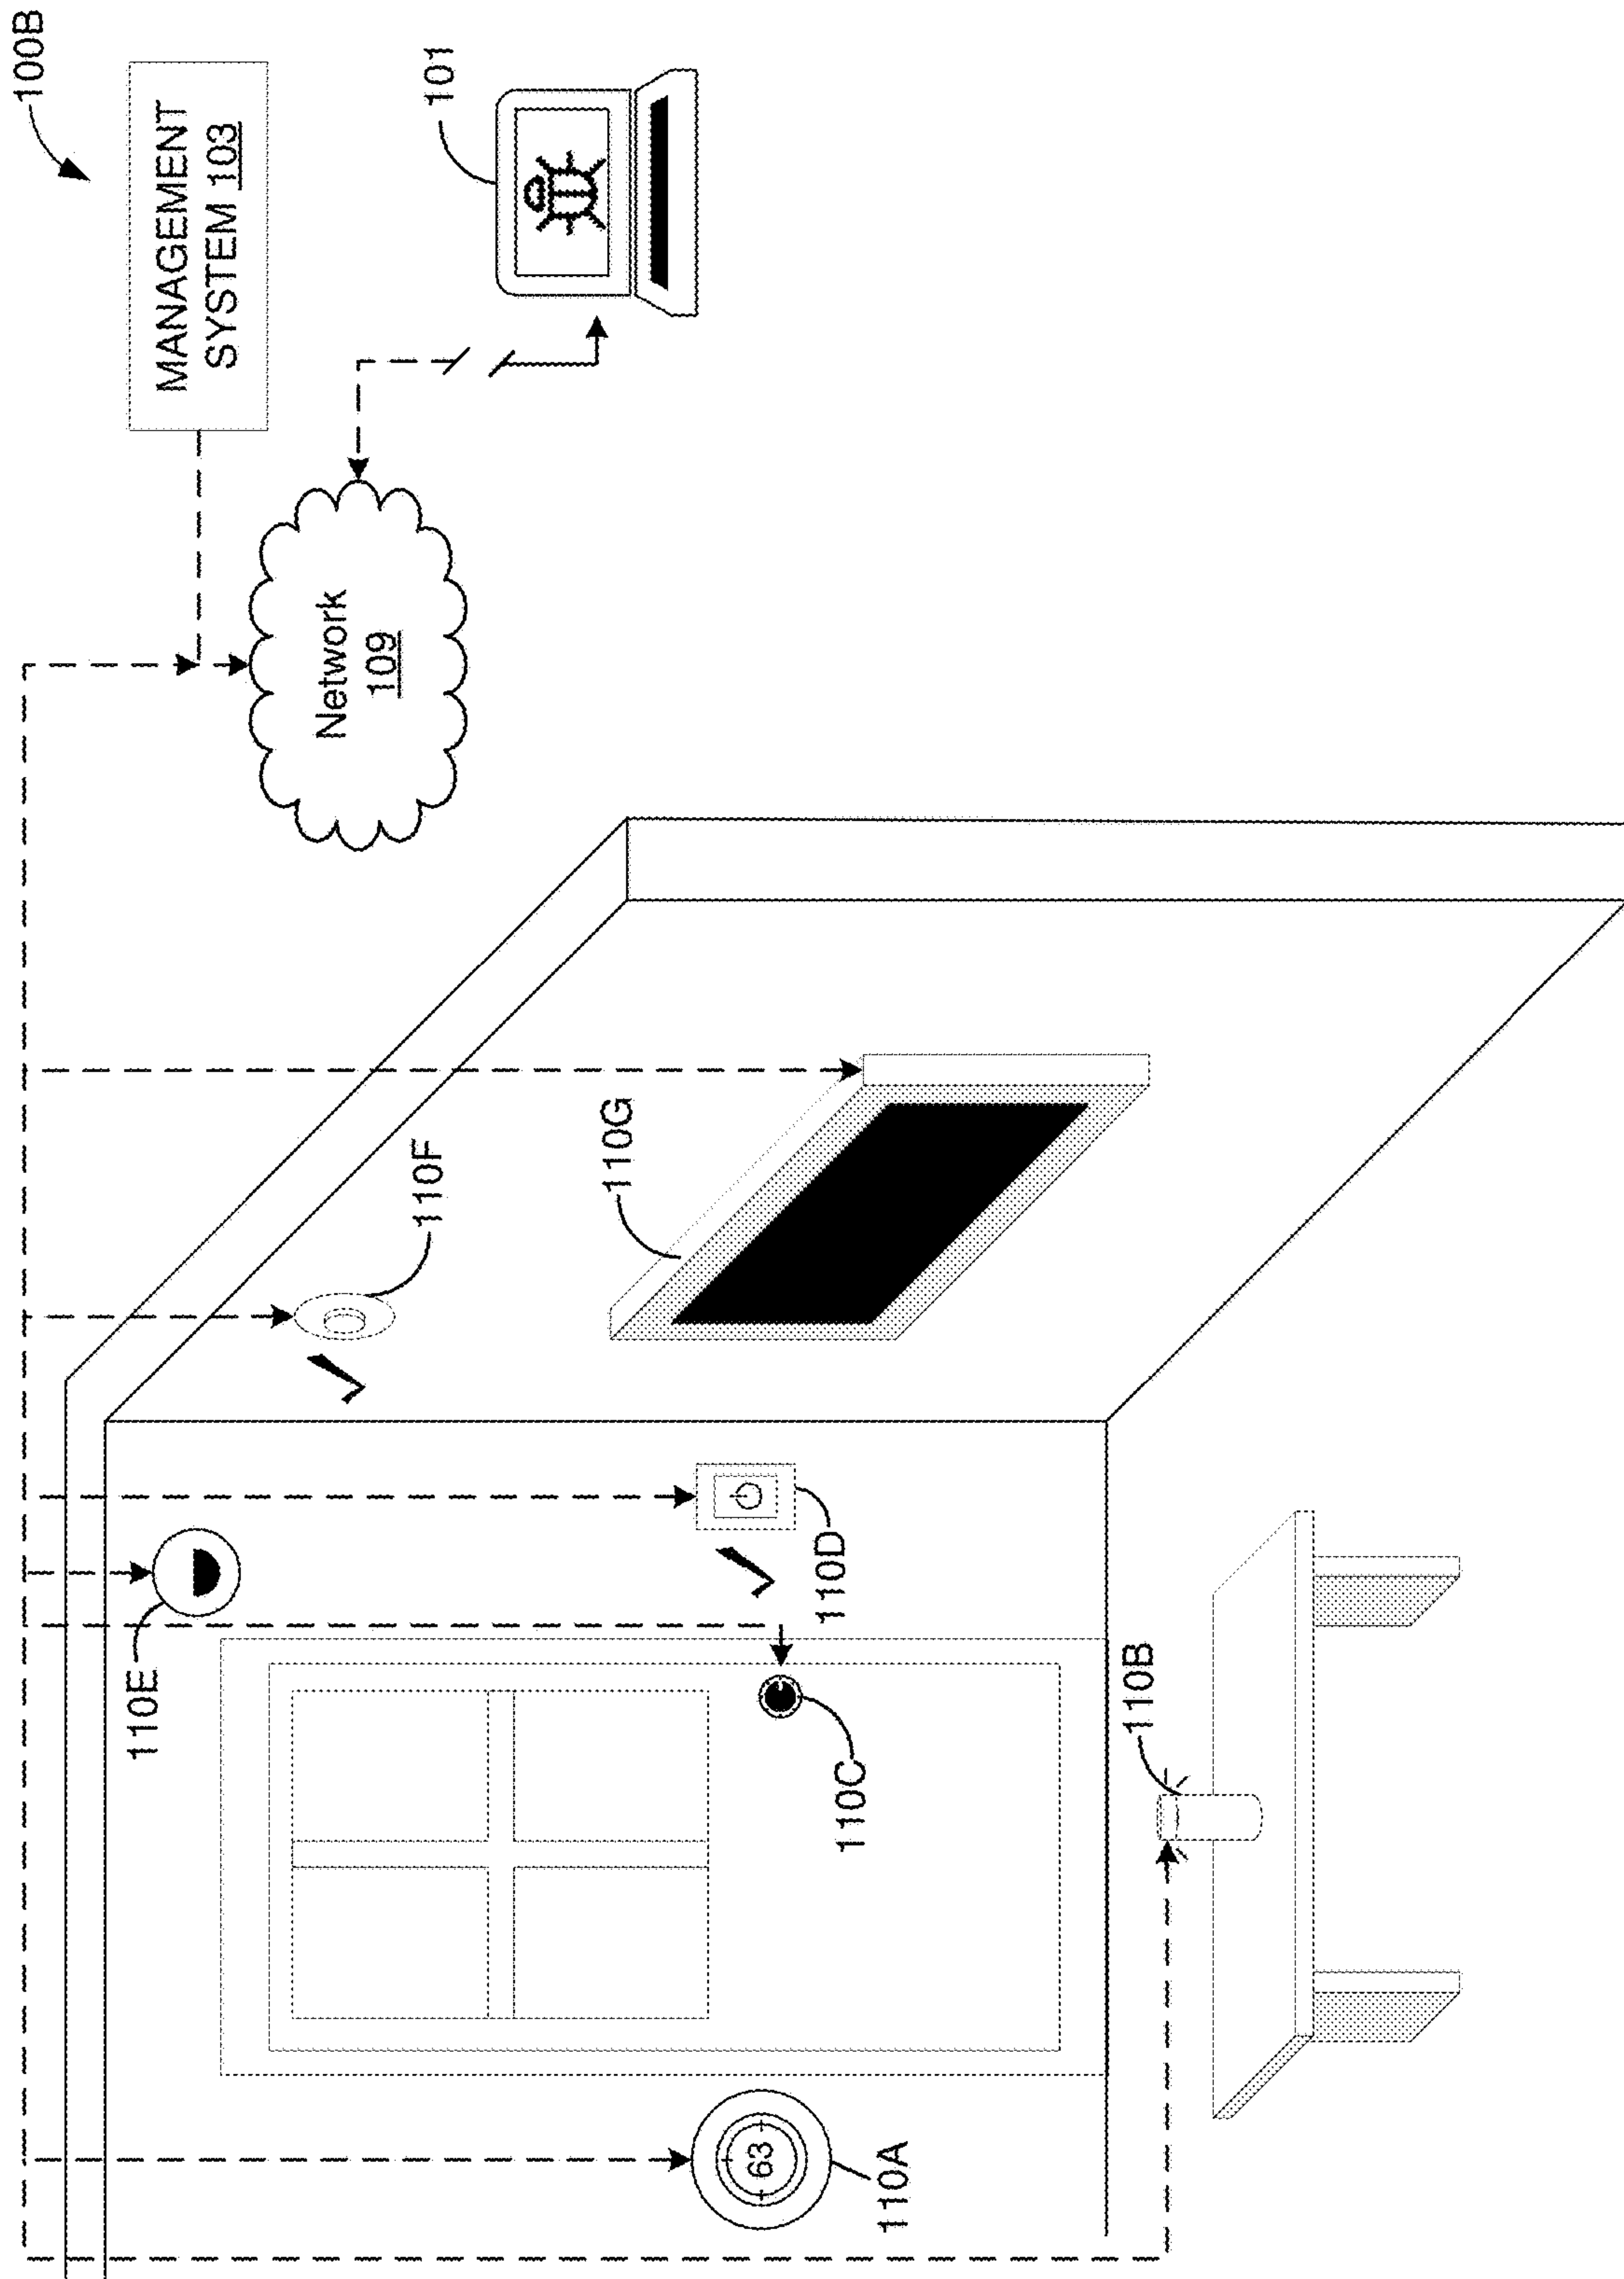 100B
MANAGEMENT
SYSTEM 103
101
Network
109
110F
110G
110E
110D
110C
110B
63
110A